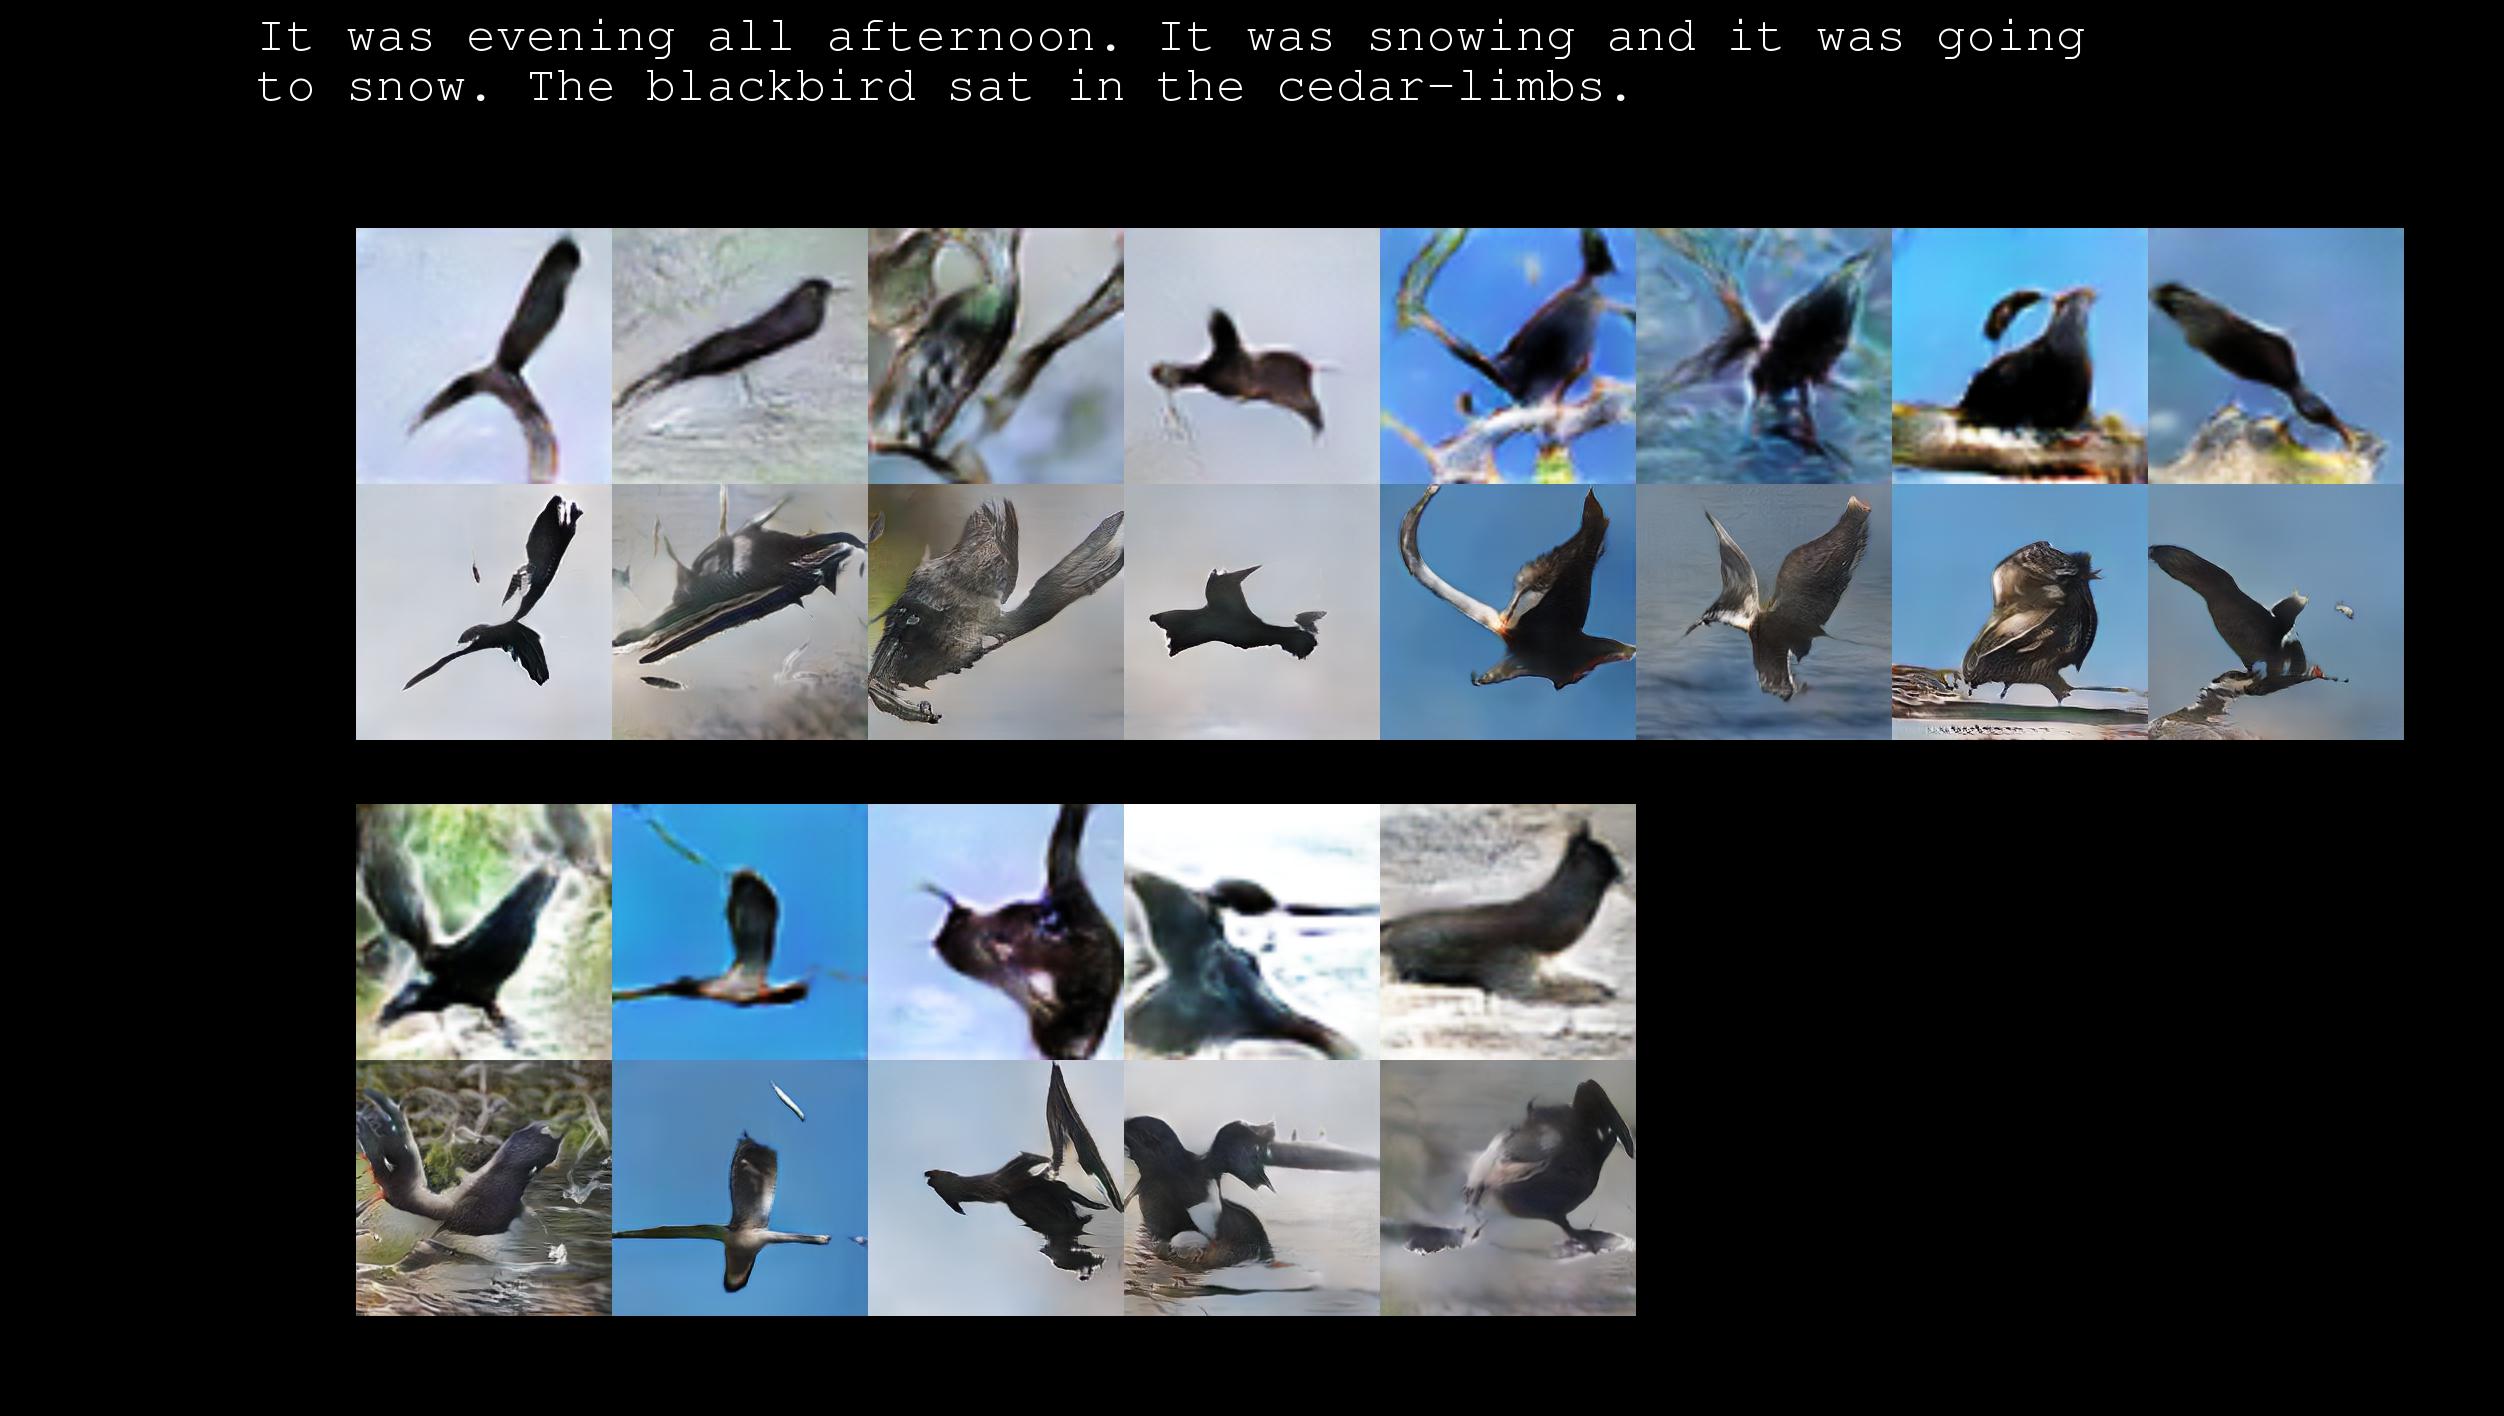 It was evening all afternoon. It was snowing and it was going
to snow. The blackbird sat in the cedar-limbs.